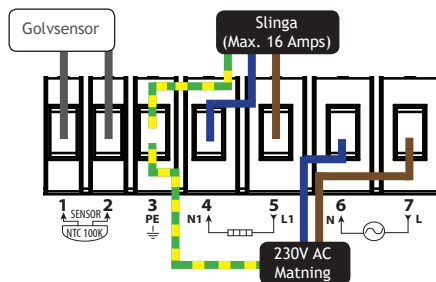 Golvsensor
Slinga
(Max. 16 Amps)
1 2 3 4 5 6 7
SENSOR PE N1 L1 N L
NTC 100K
230V AC
Matning